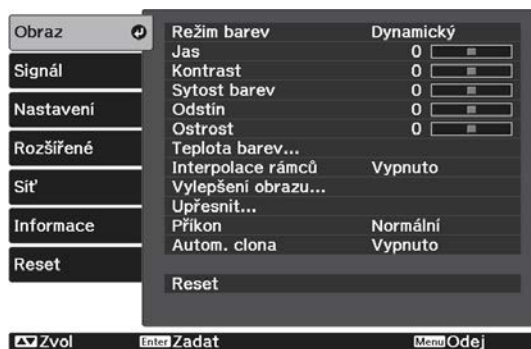 Obraz
Signál
Nastavení
Rozšířené
Síť
Informace
Reset
Režim barev Dynamický
Jas 0
Kontrast 0
Sytost barev 0
Odstín 0
Ostrost 0
Teplota barev...
Interpolace rámců Vypnuto
Vylepšení obrazu...
Upřesnit...
Příkon Normální
Autom. clona Vypnuto
Reset
Zvol Enter Zadat Menu Odej